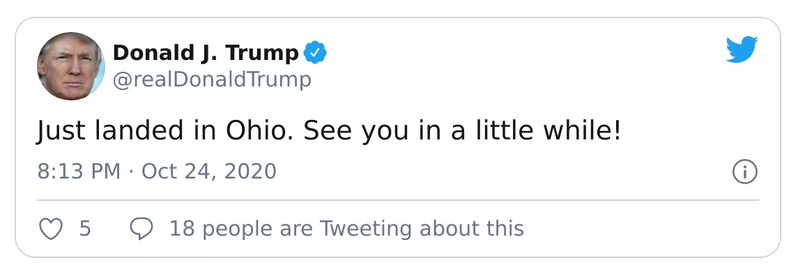 Donald J. Trump
@realDonaldTrump
Just landed in Ohio. See you in a little while!
8:13 PM · Oct 24, 2020
5 18 people are Tweeting about this